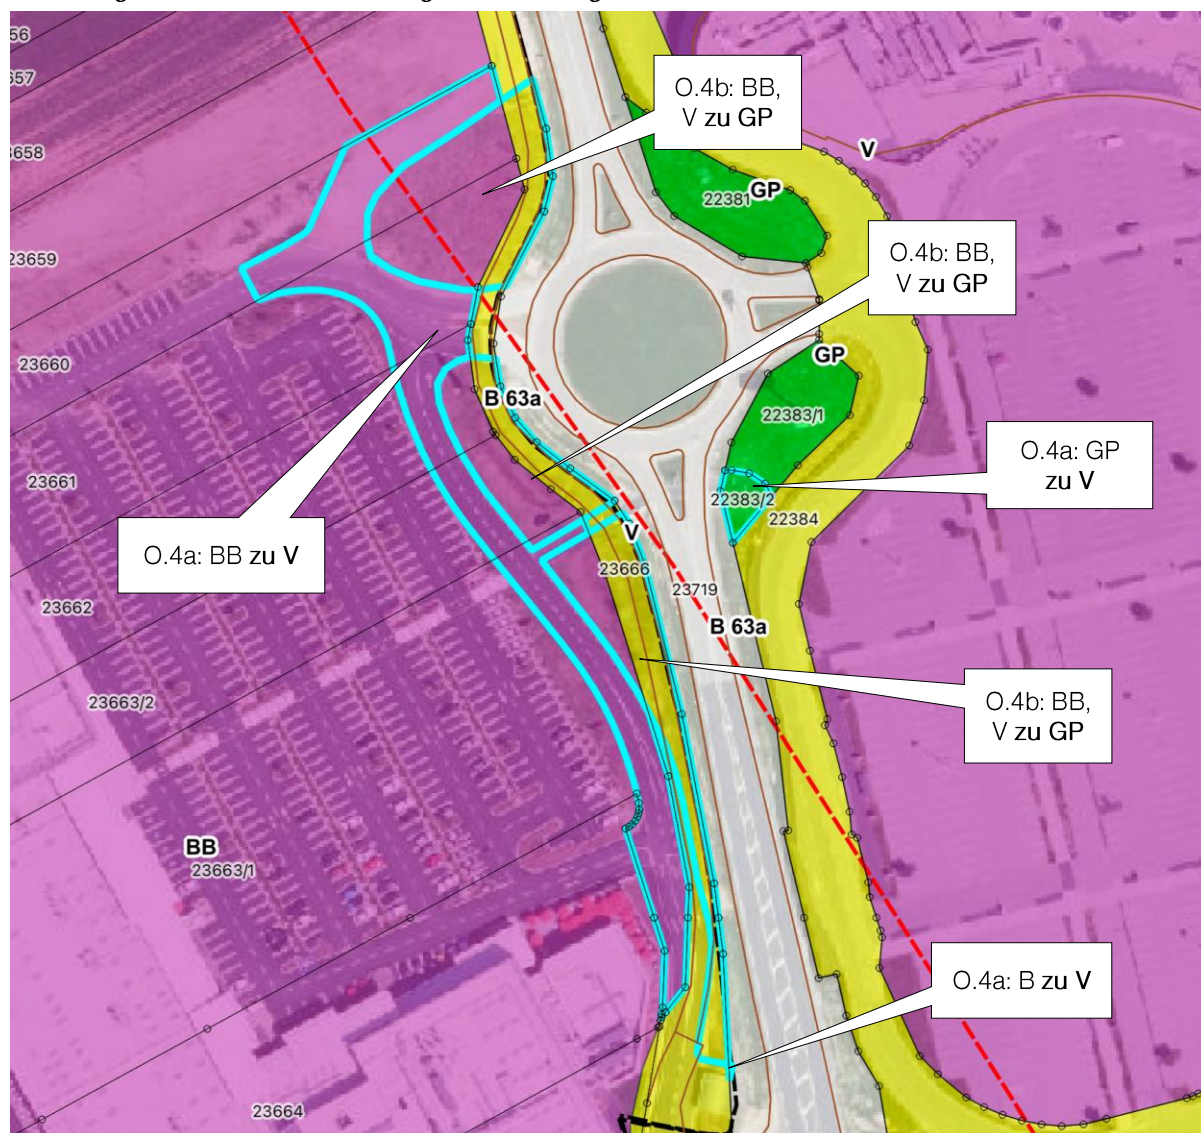 56
657
O.4b: BB,
V zu GP
3658
V
22381
GP
3659
O.4b: BB,
V zu GP
23660
GP
B 63a
22383/1
O.4a: GP
zu V
23661
22383/2
22384
V
O.4a: BB zu V
23666
23719
23662
B 63a
O.4b: BB,
V zu GP
23663/2
BB
23663/1
O.4a: B zu V
23664